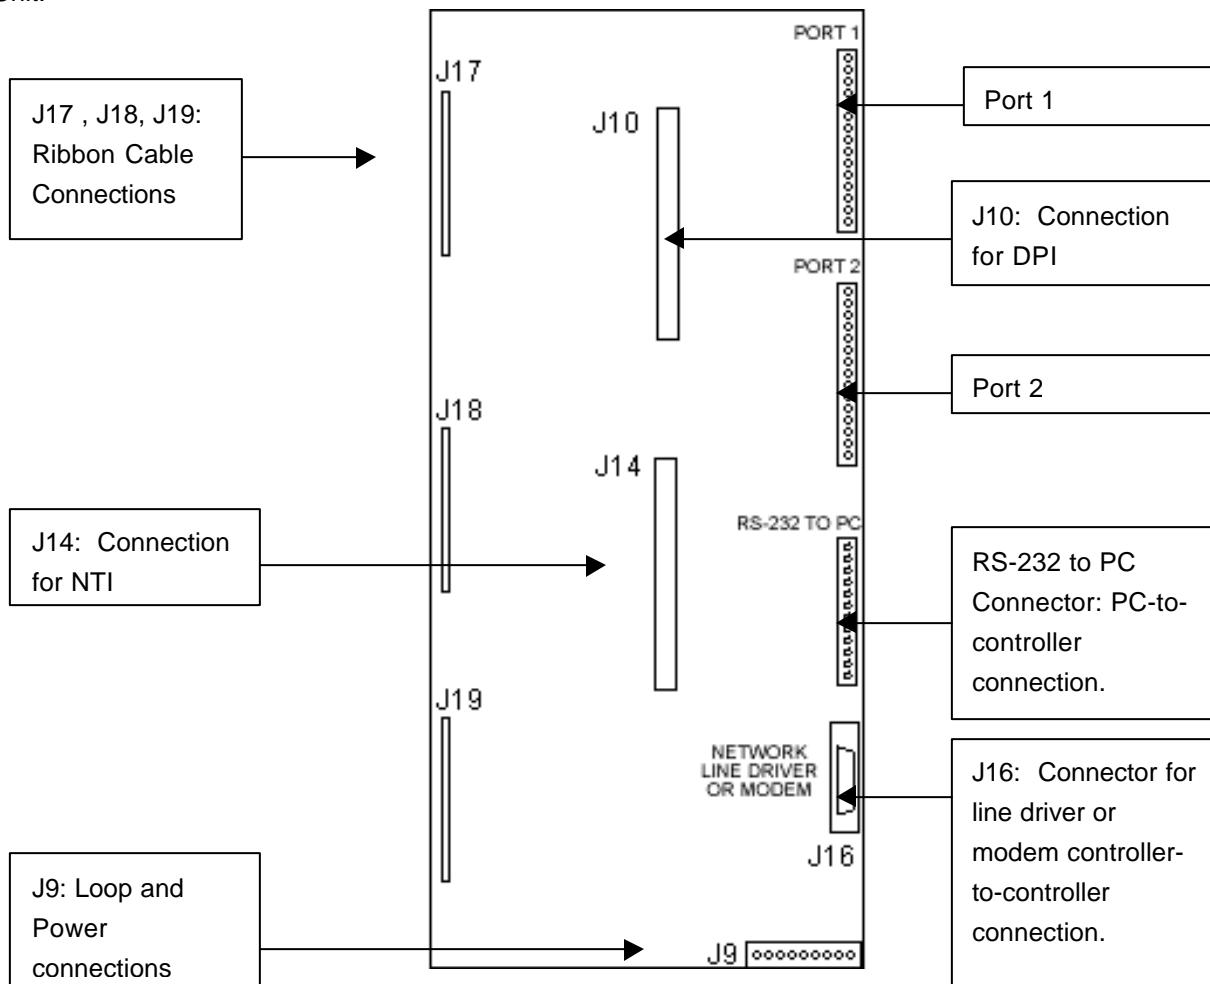 PORT 1
J17
J17 , J18, J19:
Ribbon Cable
Connections
J10
Port 1
J10: Connection
for DPI
PORT 2
Port 2
J18
J14
J14: Connection
for NTI
RS-232 TO PC
RS-232 to PC
Connector: PC-to-
controller
connection.
J19
NETWORK
LINE DRIVER
OR MODEM
J16
J16: Connector for
line driver or
modem controller-
to-controller
connection.
J9: Loop and
Power
connections
J9